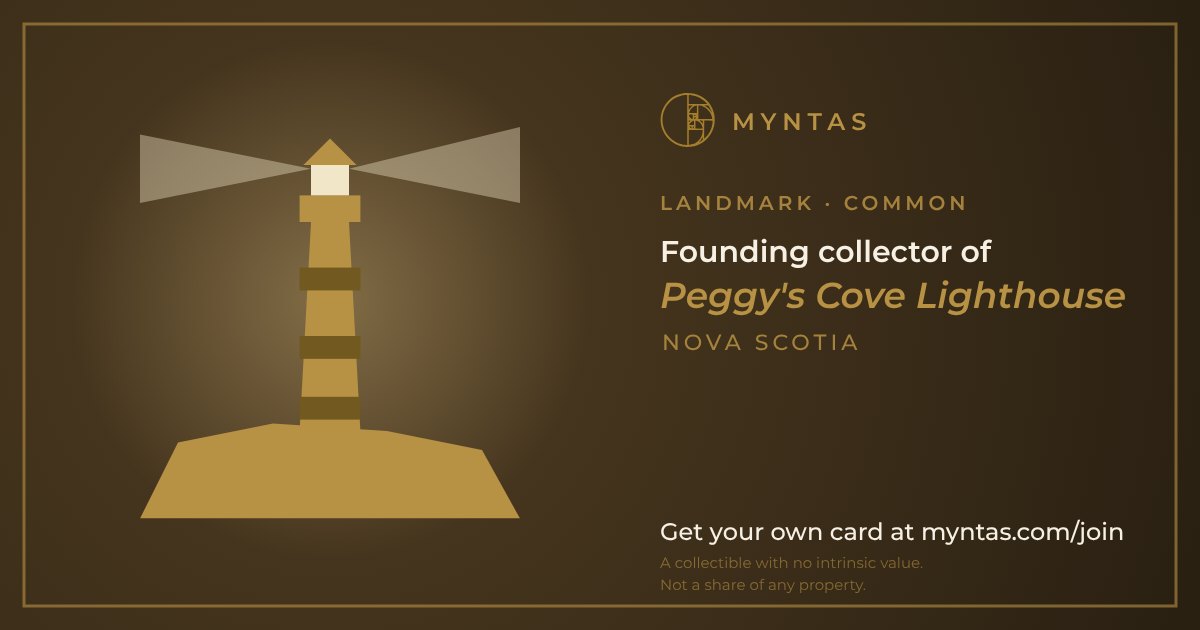 MYNTAS
LANDMARK · COMMON
Founding collector of
Peggy's Cove Lighthouse
NOVA SCOTIA
Get your own card at myntas.com/join
A collectible with no intrinsic value.
Not a share of any property.